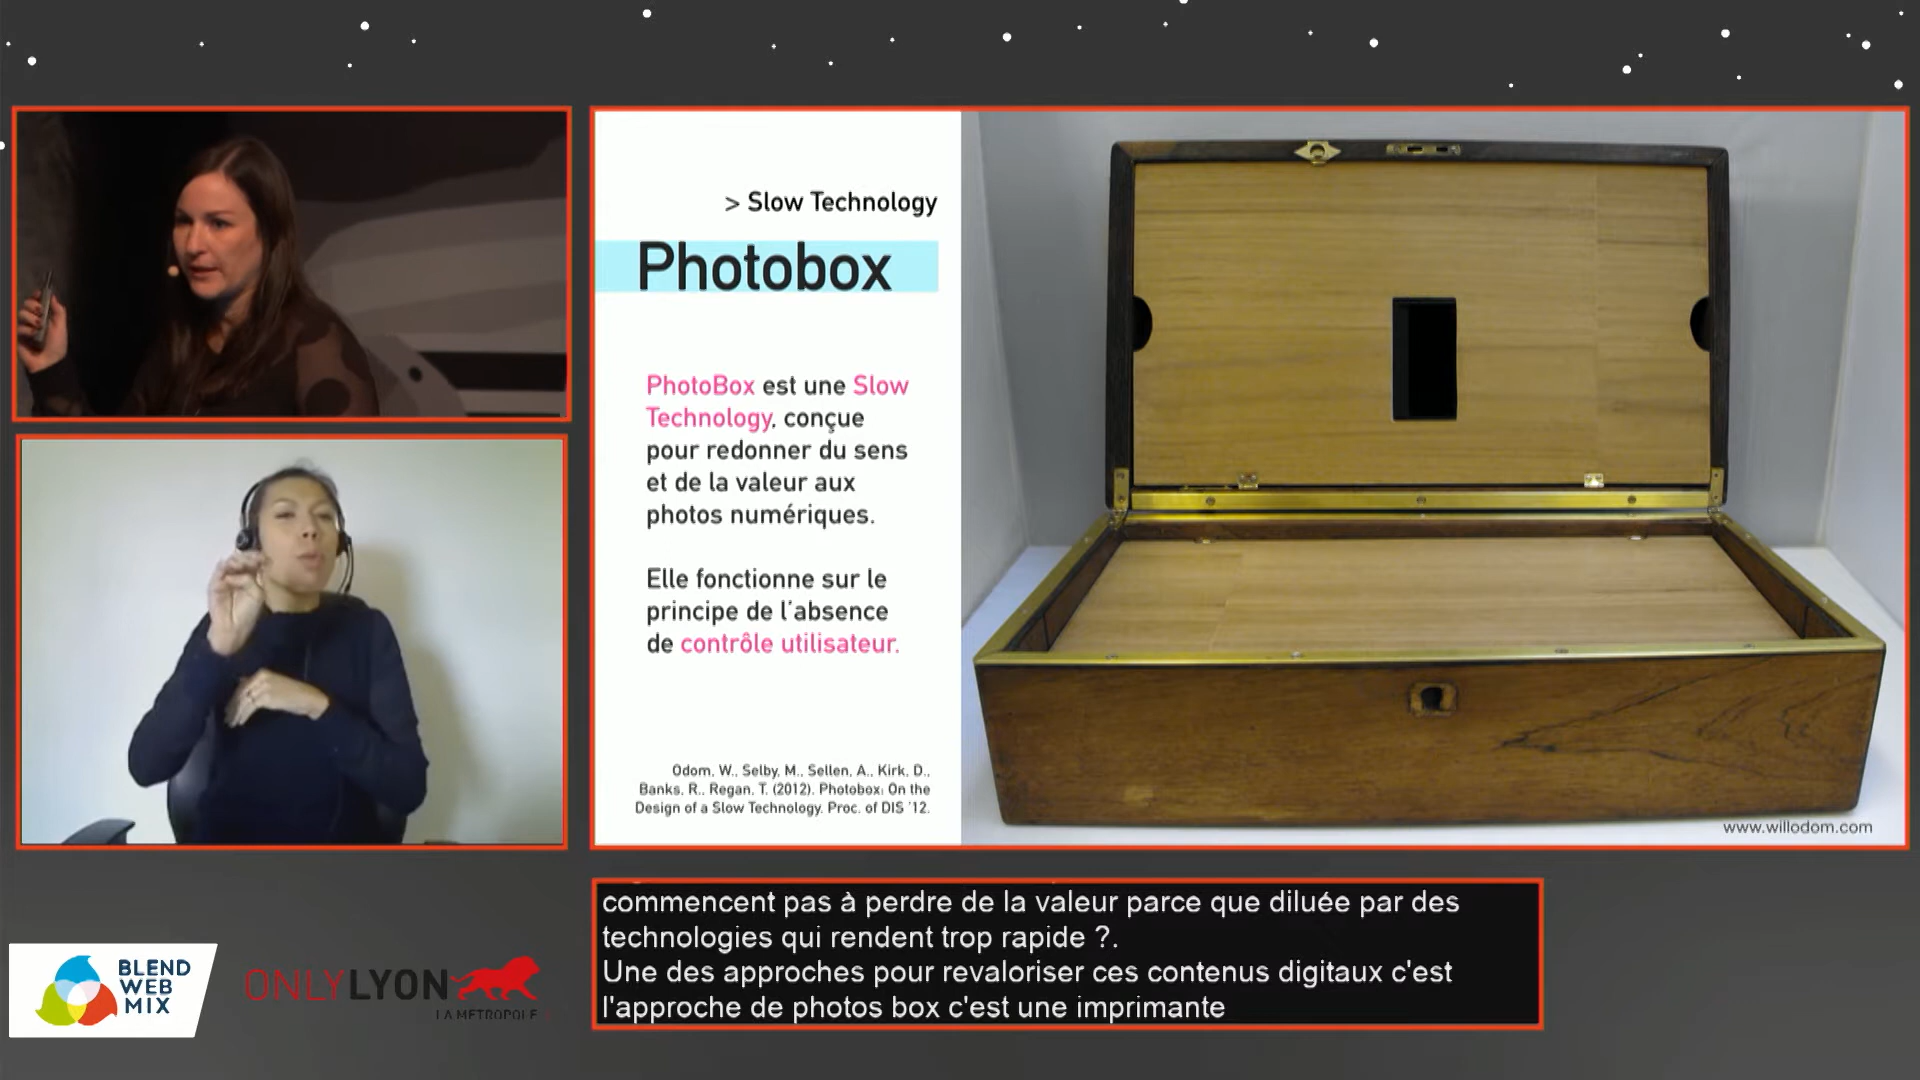 > Slow Technology
Photobox
PhotoBox est une Slow
Technology, conçue
pour redonner du sens
et de la valeur aux
photos numériques.
Elle fonctionne sur le
principe de l'absence
de contrôle utilisateur.
Odom, W., Selby, M., Sellen, A., Kirk, D.,
Banks, R., Regan, T. (2012). Photobox: On the
Design of a Slow Technology. Proc. of DIS '12.
www.willodom.com
commencent pas à perdre de la valeur parce que diluée par des
technologies qui rendent trop rapide ?.
Une des approches pour revaloriser ces contenus digitaux c'est
l'approche de photos box c'est une imprimante
BLEND
WEB
MIX
ONLYLYON
LA METROPOLE